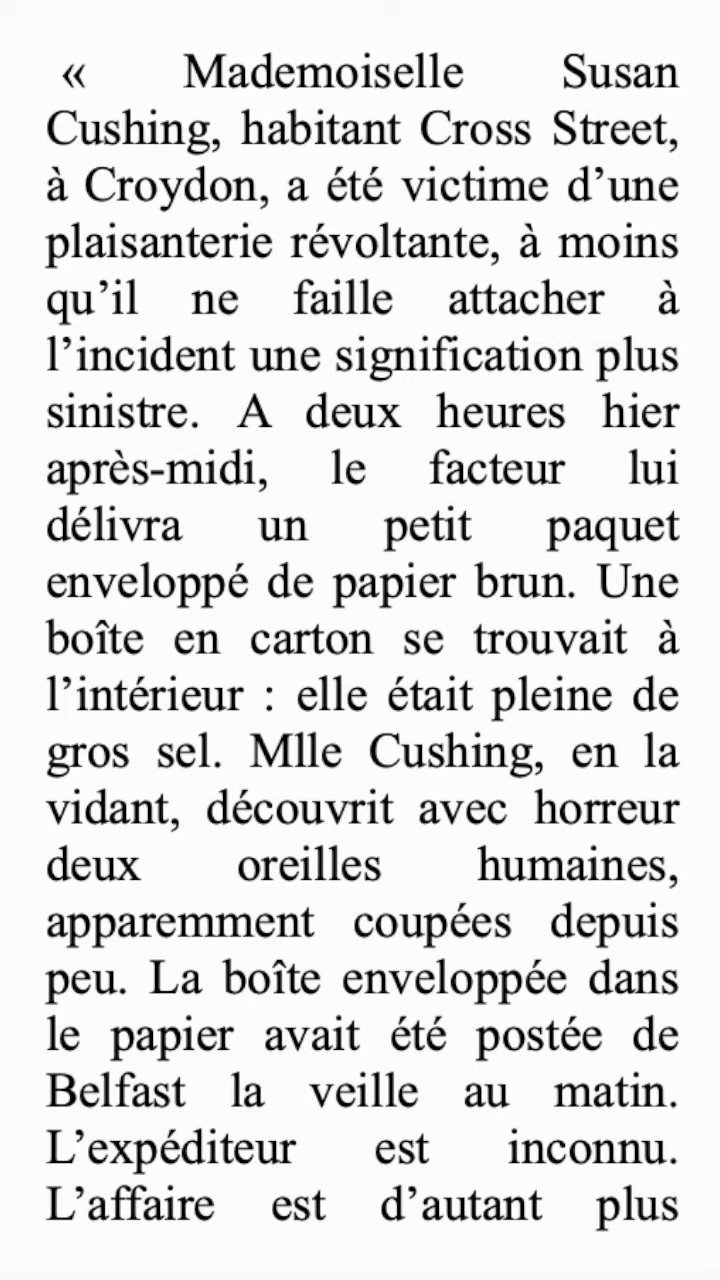 « Mademoiselle Susan
Cushing, habitant Cross Street,
à Croydon, a été victime d’une
plaisanterie révoltante, à moins
qu’il ne faille attacher à
l’incident une signification plus
sinistre. A deux heures hier
après-midi, le facteur lui
délivra un petit paquet
enveloppé de papier brun. Une
boîte en carton se trouvait à
l’intérieur : elle était pleine de
gros sel. Mlle Cushing, en la
vidant, découvrit avec horreur
deux oreilles humaines,
apparemment coupées depuis
peu. La boîte enveloppée dans
le papier avait été postée de
Belfast la veille au matin.
L’expéditeur est inconnu.
L’affaire est d’autant plus